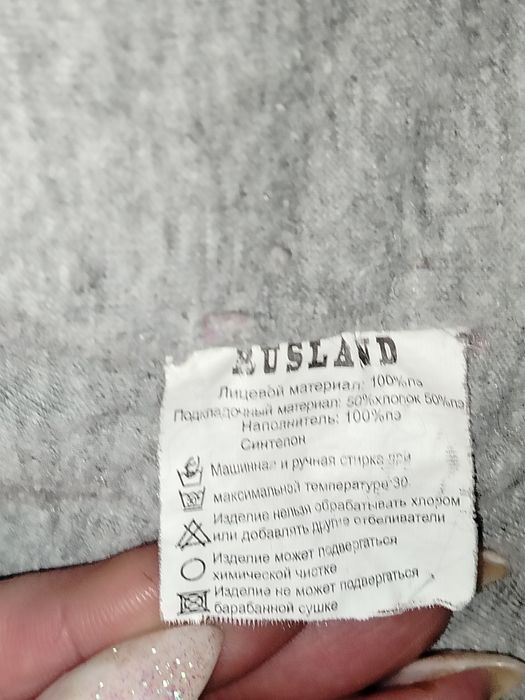 MUSLAND
Лицевой материал: 100%пэ
Подкладочный материал: 50%хлопок 50%пэ
Наполнитель: 100%пэ
Синтепон
Машинная и ручная стирка при
максимальной температуре 30
Изделие нельзя обрабатывать хлором
или добавлять другие отбеливатели
Изделие может подвергаться
химической чистке
Изделие не может подвергаться
барабанной сушке